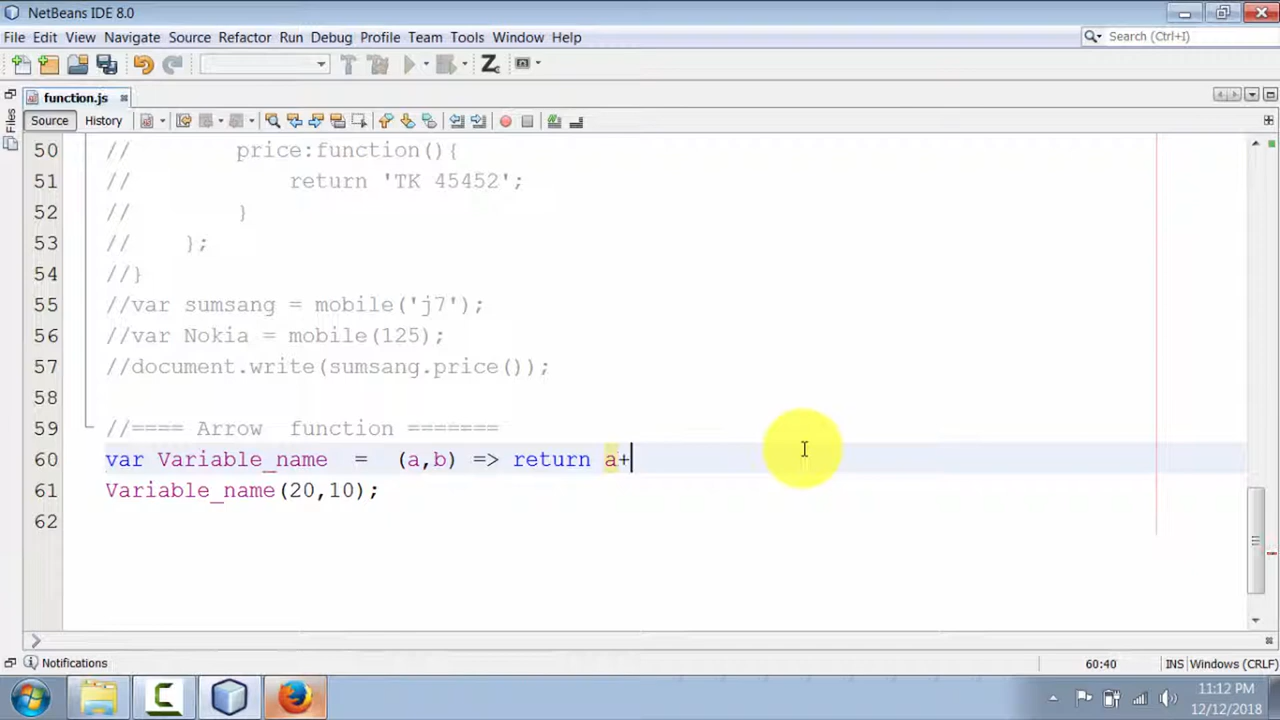 NetBeans IDE 8.0
File Edit View Navigate Source Refactor Run Debug Profile Team Tools Window Help
Search (Ctrl+I)
function.js
Files
Source History
50 // price:function(){
51 // return 'TK 45452';
52 // }
53 // };
54 //}
55 //var sumsang = mobile('j7');
56 //var Nokia = mobile(125);
57 //document.write(sumsang.price());
58
59 //==== Arrow function =======
60 var Variable_name = (a,b) => return a+
61 Variable_name(20,10);
62
Notifications
60:40 INS Windows (CRLF)
11:12 PM
12/12/2018